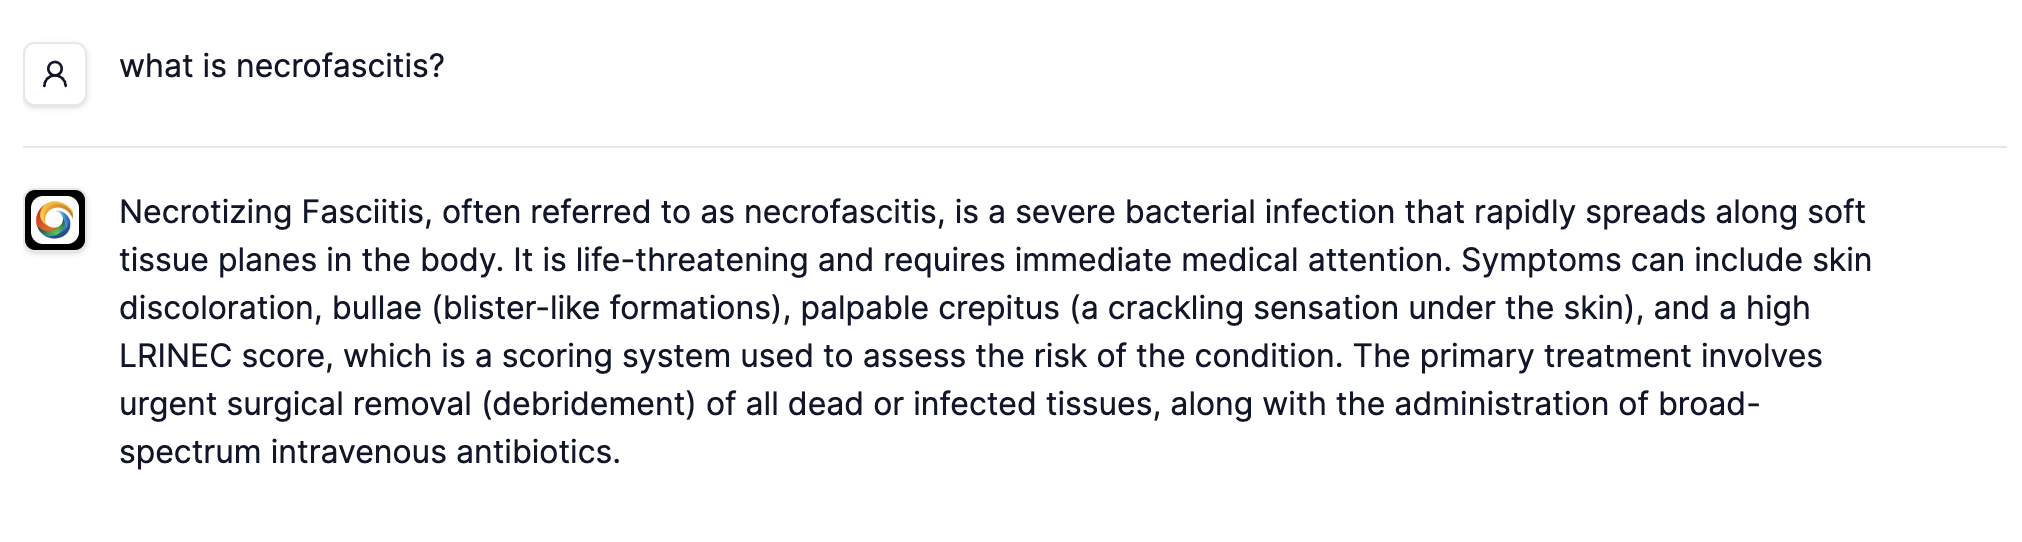 what is necrofascitis?
Necrotizing Fasciitis, often referred to as necrofascitis, is a severe bacterial infection that rapidly spreads along soft
tissue planes in the body. It is life-threatening and requires immediate medical attention. Symptoms can include skin
discoloration, bullae (blister-like formations), palpable crepitus (a crackling sensation under the skin), and a high
LRINEC score, which is a scoring system used to assess the risk of the condition. The primary treatment involves
urgent surgical removal (debridement) of all dead or infected tissues, along with the administration of broad-
spectrum intravenous antibiotics.